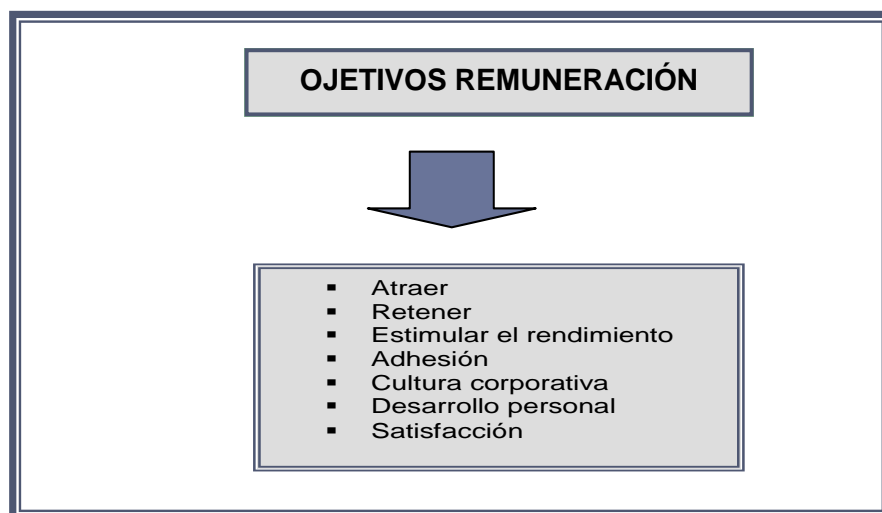 OJETIVOS REMUNERACIÓN
▪ Atraer
▪ Retener
▪ Estimular el rendimiento
▪ Adhesión
▪ Cultura corporativa
▪ Desarrollo personal
▪ Satisfacción